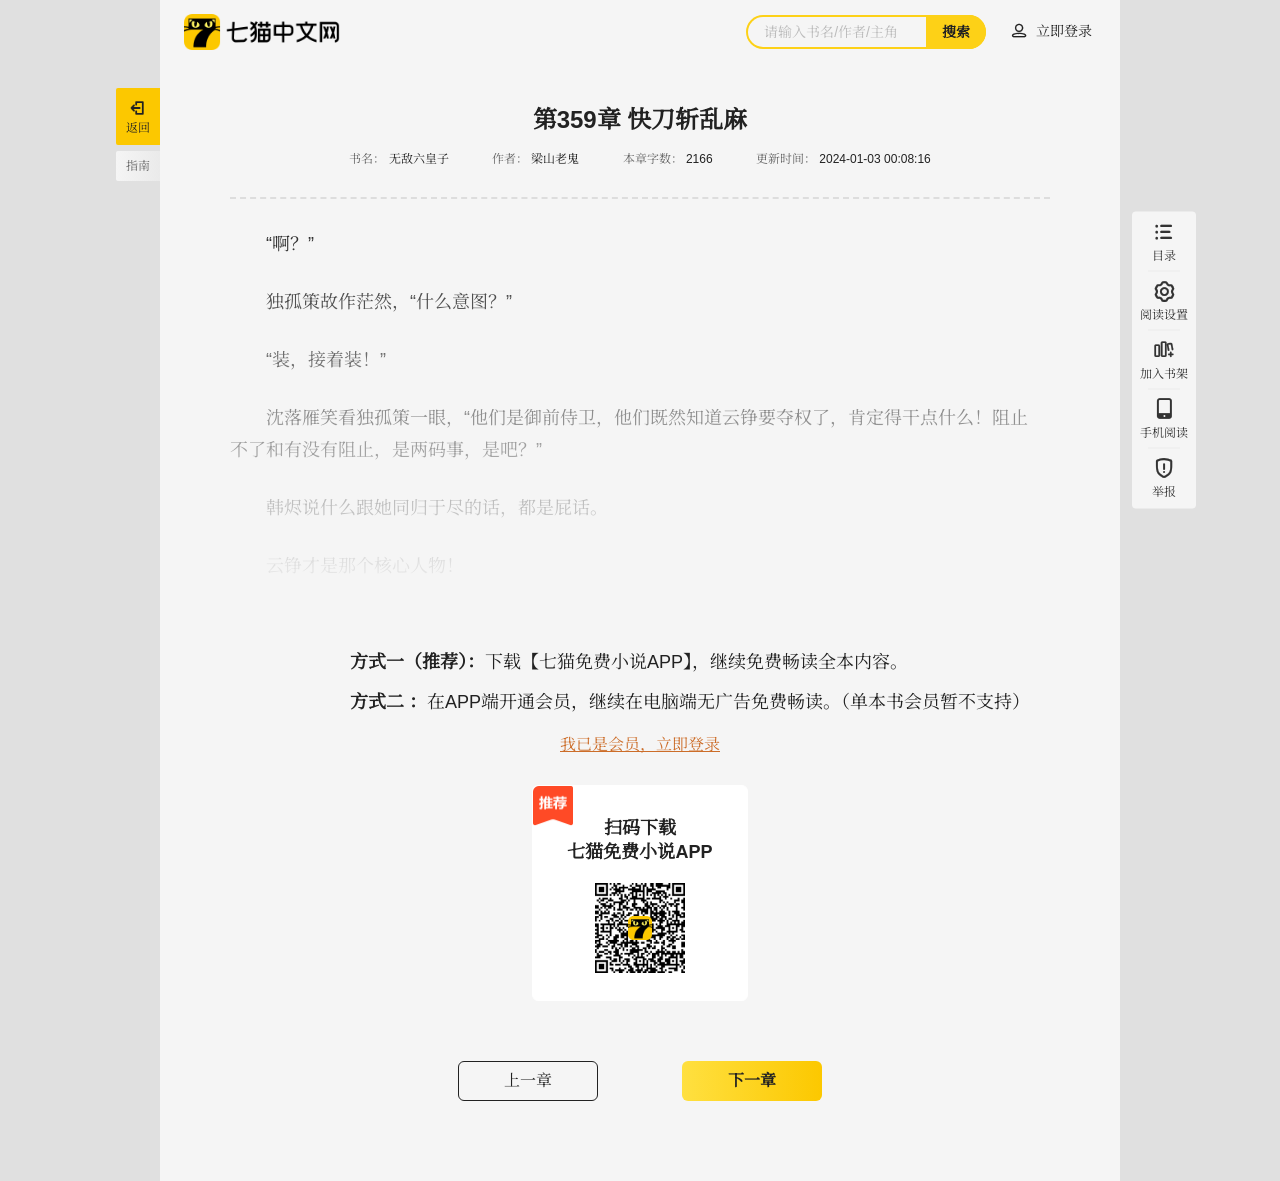 七猫中文网
请输入书名/作者/主角
搜索
立即登录
返回
指南
第359章 快刀斩乱麻
书名： 无敌六皇子 作者： 梁山老鬼 本章字数： 2166 更新时间： 2024-01-03 00:08:16
“啊？”
独孤策故作茫然，“什么意图？”
“装，接着装！”
沈落雁笑看独孤策一眼，“他们是御前侍卫，他们既然知道云铮要夺权了，肯定得干点什么！阻止
不了和有没有阻止，是两码事，是吧？”
韩烬说什么跟她同归于尽的话，都是屁话。
云铮才是那个核心人物！
目录
阅读设置
加入书架
手机阅读
举报
方式一（推荐）：下载【七猫免费小说APP】，继续免费畅读全本内容。
方式二 ：在APP端开通会员，继续在电脑端无广告免费畅读。（单本书会员暂不支持）
我已是会员，立即登录
推荐
扫码下载
七猫免费小说APP
上一章
下一章